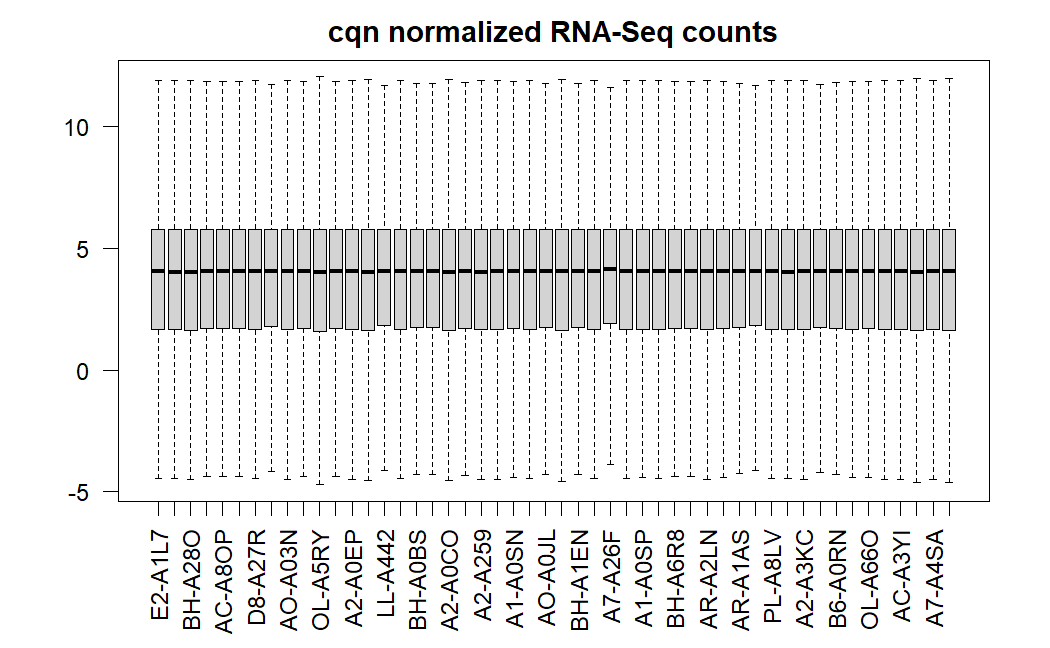 cqn normalized RNA-Seq counts
10
5
0
-5
E2-A1L7
BH-A28O
AC-A8OP
D8-A27R
AO-A03N
OL-A5RY
A2-A0EP
LL-A442
BH-A0BS
A2-A0CO
A2-A259
A1-A0SN
AO-A0JL
BH-A1EN
A7-A26F
A1-A0SP
BH-A6R8
AR-A2LN
AR-A1AS
PL-A8LV
A2-A3KC
B6-A0RN
OL-A66O
AC-A3YI
A7-A4SA